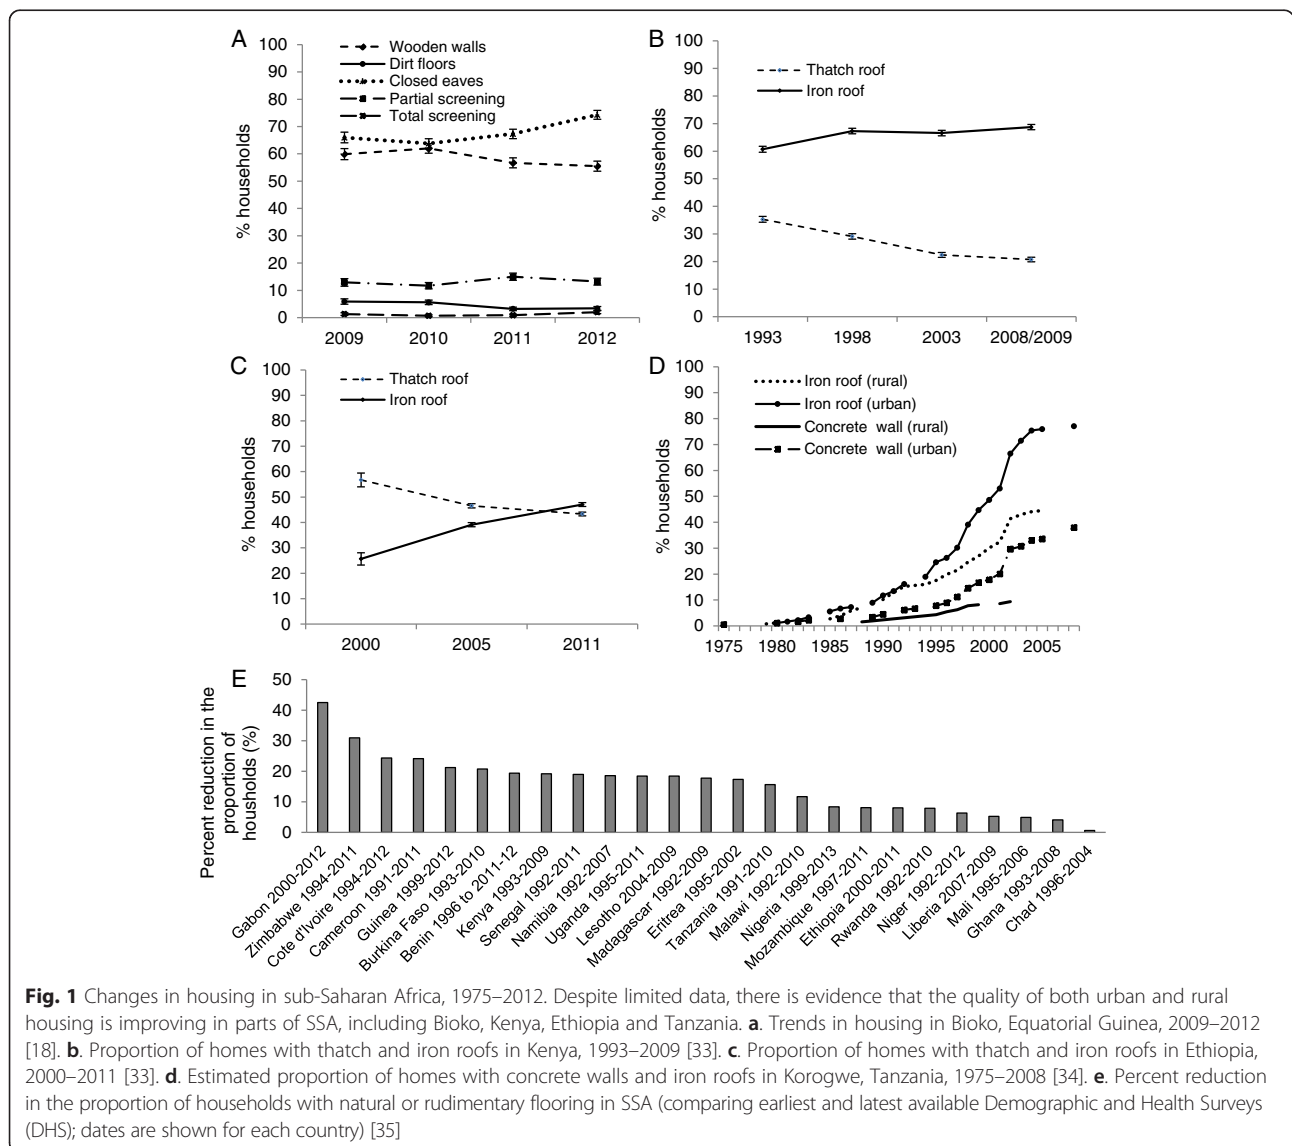 A
100
90
80
70
60
50
40
30
20
10
0
% households
Wooden walls
Dirt floors
Closed eaves
Partial screening
Total screening
2009 2010 2011 2012
B
100
90
80
70
60
50
40
30
20
10
0
% households
Thatch roof
Iron roof
1993 1998 2003 2008/2009
C
100
90
80
70
60
50
40
30
20
10
0
% households
Thatch roof
Iron roof
2000 2005 2011
D
100
90
80
70
60
50
40
30
20
10
0
% households
Iron roof (rural)
Iron roof (urban)
Concrete wall (rural)
Concrete wall (urban)
1975 1980 1985 1990 1995 2000 2005
E
50
40
30
20
10
0
Percent reduction in the
proportion of
housholds (%)
Gabon 2000-2012
Zimbabwe 1994-2011
Cote d'Ivoire 1994-2012
Cameroon 1991-2011
Guinea 1999-2012
Burkina Faso 1993-2010
Benin 1996 to 2011-12
Kenya 1993-2009
Senegal 1992-2011
Namibia 1992-2007
Uganda 1995-2011
Lesotho 2004-2009
Madagascar 1992-2009
Eritrea 1995-2002
Tanzania 1991-2010
Malawi 1992-2010
Nigeria 1999-2013
Mozambique 1997-2011
Ethiopia 2000-2011
Rwanda 1992-2010
Niger 1992-2012
Liberia 2007-2009
Mali 1995-2006
Ghana 1993-2008
Chad 1996-2004
Fig. 1 Changes in housing in sub-Saharan Africa, 1975–2012. Despite limited data, there is evidence that the quality of both urban and rural
housing is improving in parts of SSA, including Bioko, Kenya, Ethiopia and Tanzania. a. Trends in housing in Bioko, Equatorial Guinea, 2009–2012
[18]. b. Proportion of homes with thatch and iron roofs in Kenya, 1993–2009 [33]. c. Proportion of homes with thatch and iron roofs in Ethiopia,
2000–2011 [33]. d. Estimated proportion of homes with concrete walls and iron roofs in Korogwe, Tanzania, 1975–2008 [34]. e. Percent reduction
in the proportion of households with natural or rudimentary flooring in SSA (comparing earliest and latest available Demographic and Health Surveys
(DHS); dates are shown for each country) [35]